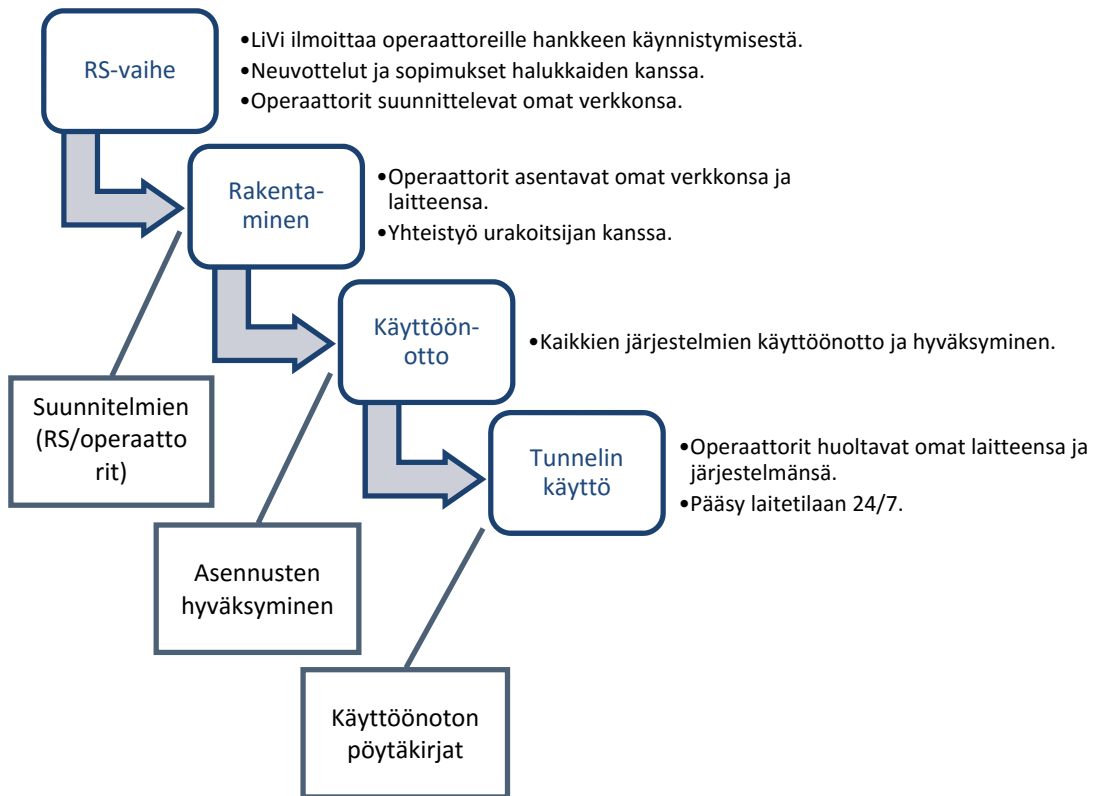 RS-vaihe
•LiVi ilmoittaa operaattoreille hankkeen käynnistymisestä.
•Neuvottelut ja sopimukset halukkaiden kanssa.
•Operaattorit suunnittelevat omat verkkonsa.
Rakenta-
minen
•Operaattorit asentavat omat verkkonsa ja
laitteensa.
•Yhteistyö urakoitsijan kanssa.
Käyttöön-
otto
•Kaikkien järjestelmien käyttöönotto ja hyväksyminen.
Suunnitelmien
(RS/operaatto
rit)
Tunnelin
käyttö
•Operaattorit huoltavat omat laitteensa ja
järjestelmänsä.
•Pääsy laitetilaan 24/7.
Asennusten
hyväksyminen
Käyttöönoton
pöytäkirjat